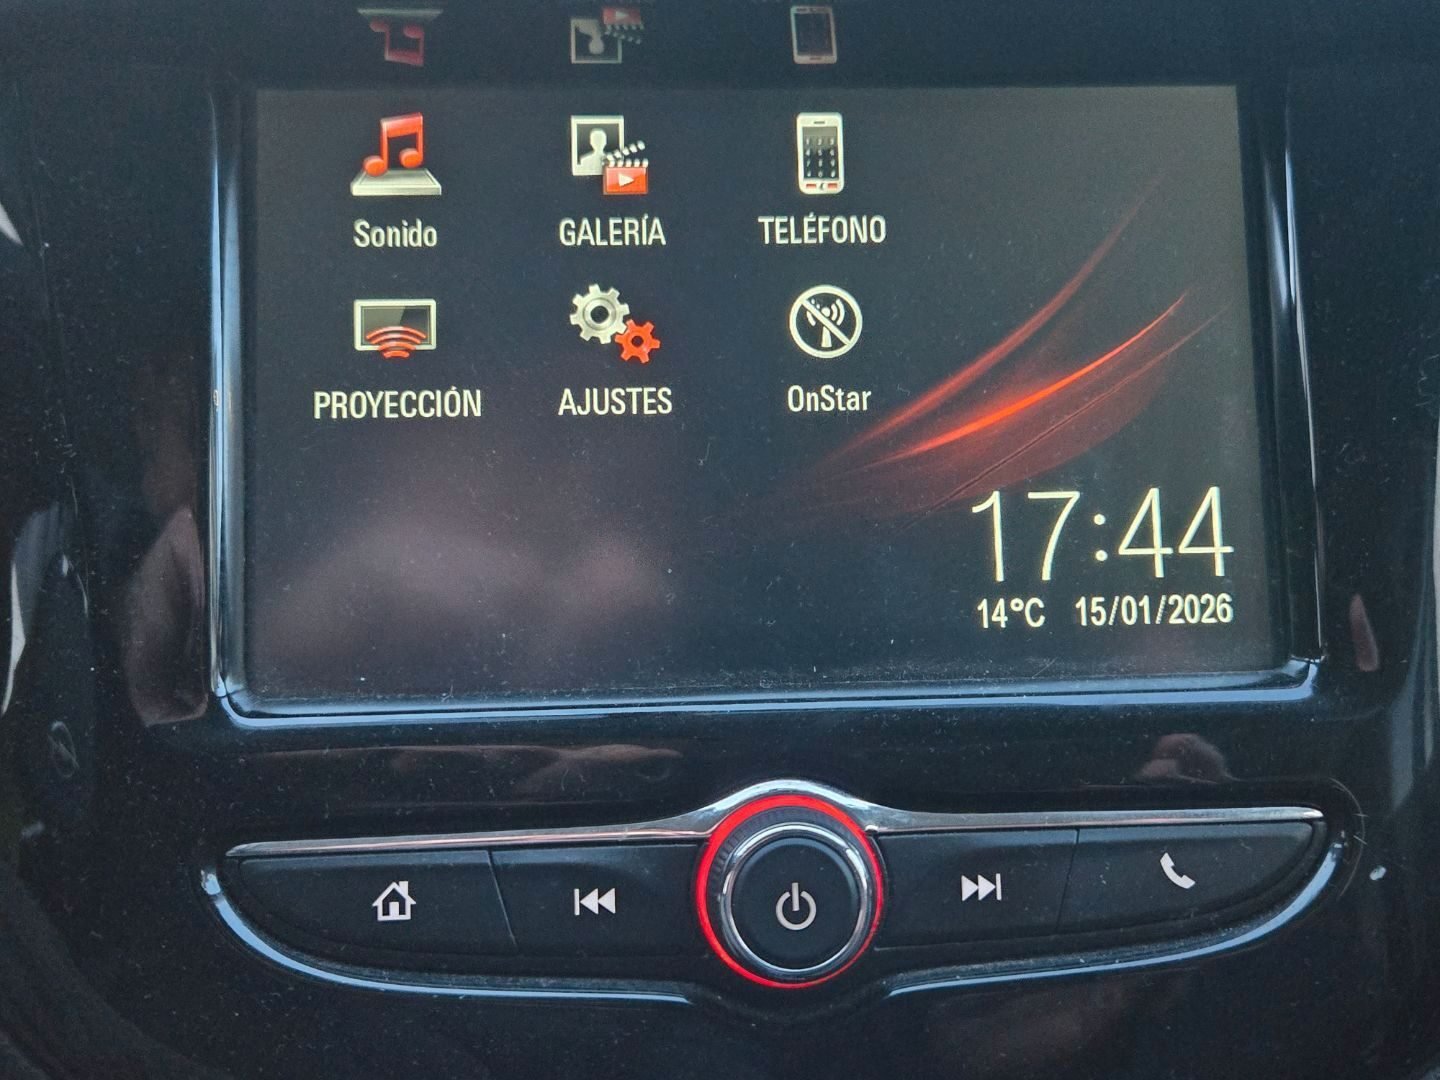 Sonido
GALERÍA
TELÉFONO
PROYECCIÓN
AJUSTES
OnStar
17:44
14°C 15/01/2026